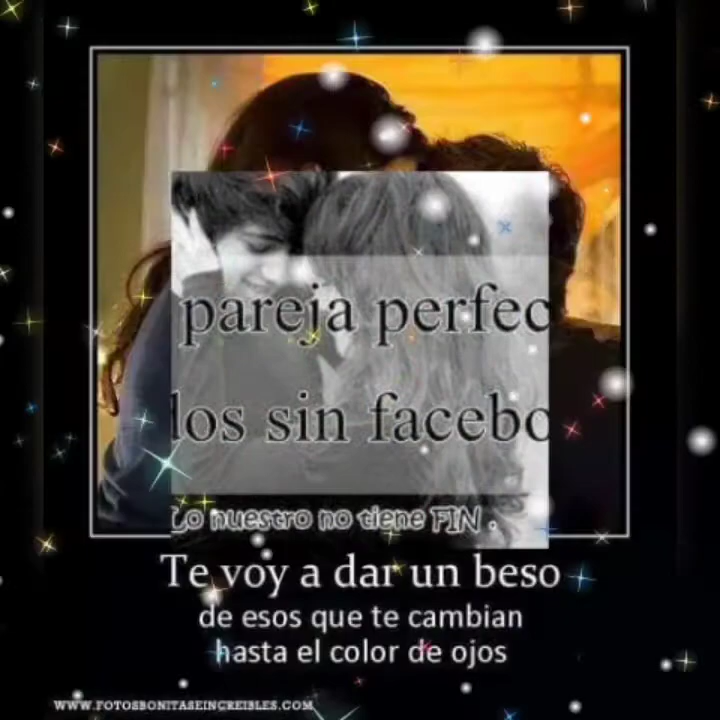 pareja perfec
los sin facebo
Lo nuestro no tiene FIN .
Te voy a dar un beso
de esos que te cambian
hasta el color de ojos
WWW.FOTOSBONITASEINCREIBLES.COM